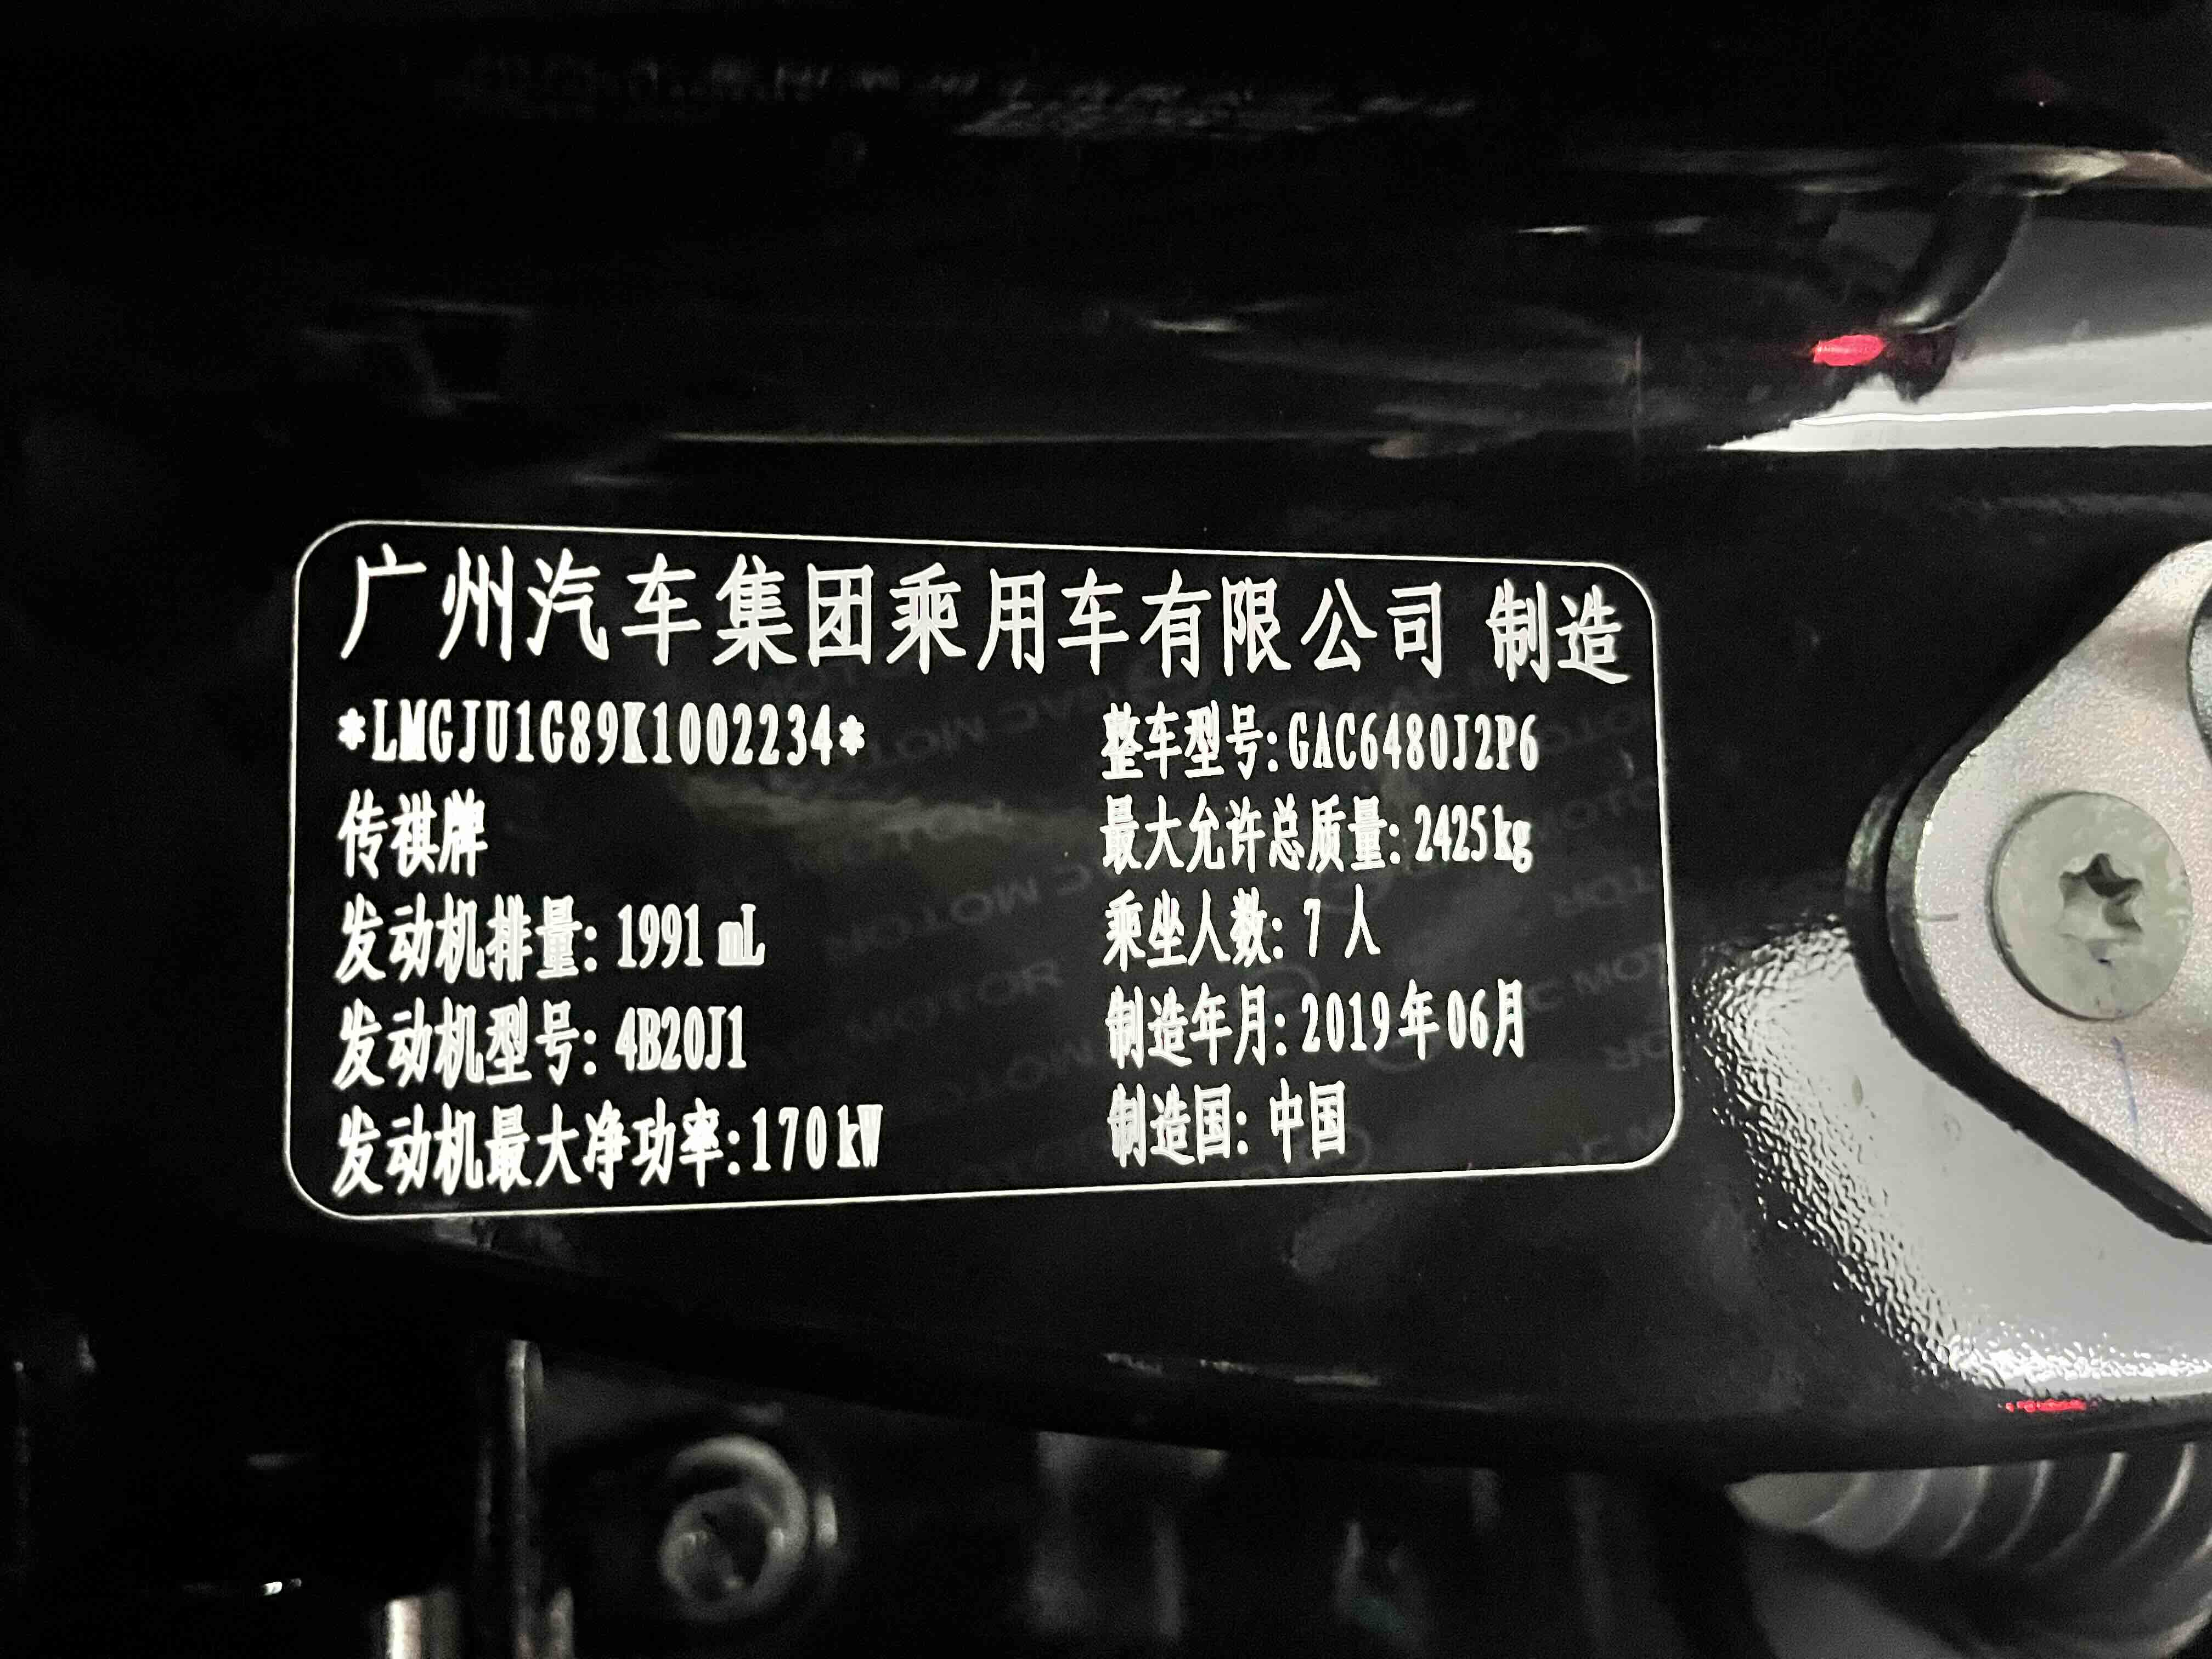 广州汽车集团乘用车有限公司 制造
*LMGJU1G89K1002234*
整车型号:GAC6480J2P6
传祺牌
最大允许总质量: 2425kg
发动机排量: 1991 mL
乘坐人数: 7 人
发动机型号: 4B20J1
制造年月: 2019年06月
发动机最大净功率:170kW
制造国: 中国